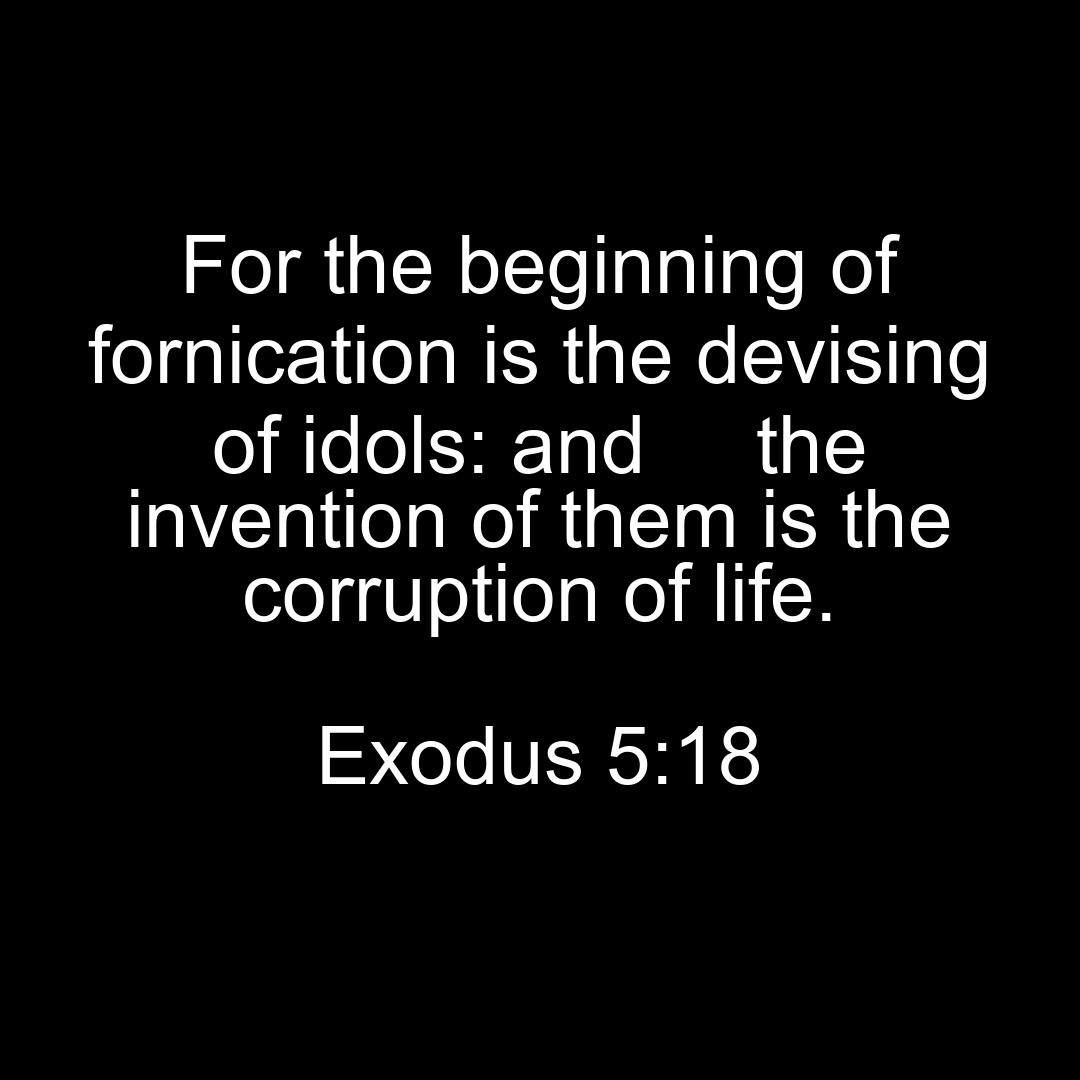 For the beginning of
fornication is the devising
of idols: and the
invention of them is the
corruption of life.
Exodus 5:18